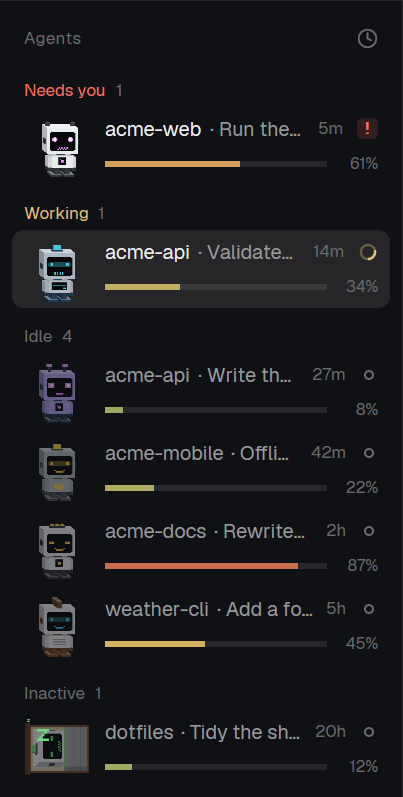 Agents
Needs you 1
acme-web · Run the... 5m !
61%
Working 1
acme-api · Validate... 14m
34%
Idle 4
acme-api · Write th... 27m
8%
acme-mobile · Offli... 42m
22%
acme-docs · Rewrite... 2h
87%
weather-cli · Add a fo... 5h
45%
Inactive 1
dotfiles · Tidy the sh... 20h
12%